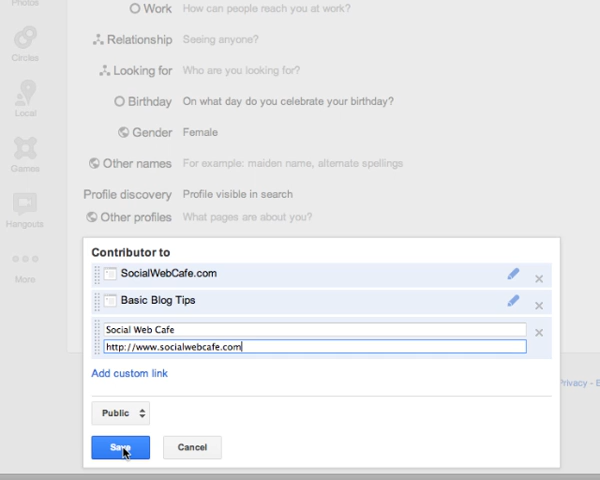 Photos
Work How can people reach you at work?
Relationship Seeing anyone?
Circles
Looking for Who are you looking for?
Birthday On what day do you celebrate your birthday?
Local
Gender Female
Games
Other names For example: maiden name, alternate spellings
Profile discovery Profile visible in search
Other profiles What pages are about you?
Hangouts
Contributor to
SocialWebCafe.com
More
Basic Blog Tips
Social Web Cafe
http://www.socialwebcafe.com
Add custom link
Privacy -
Public
Save Cancel